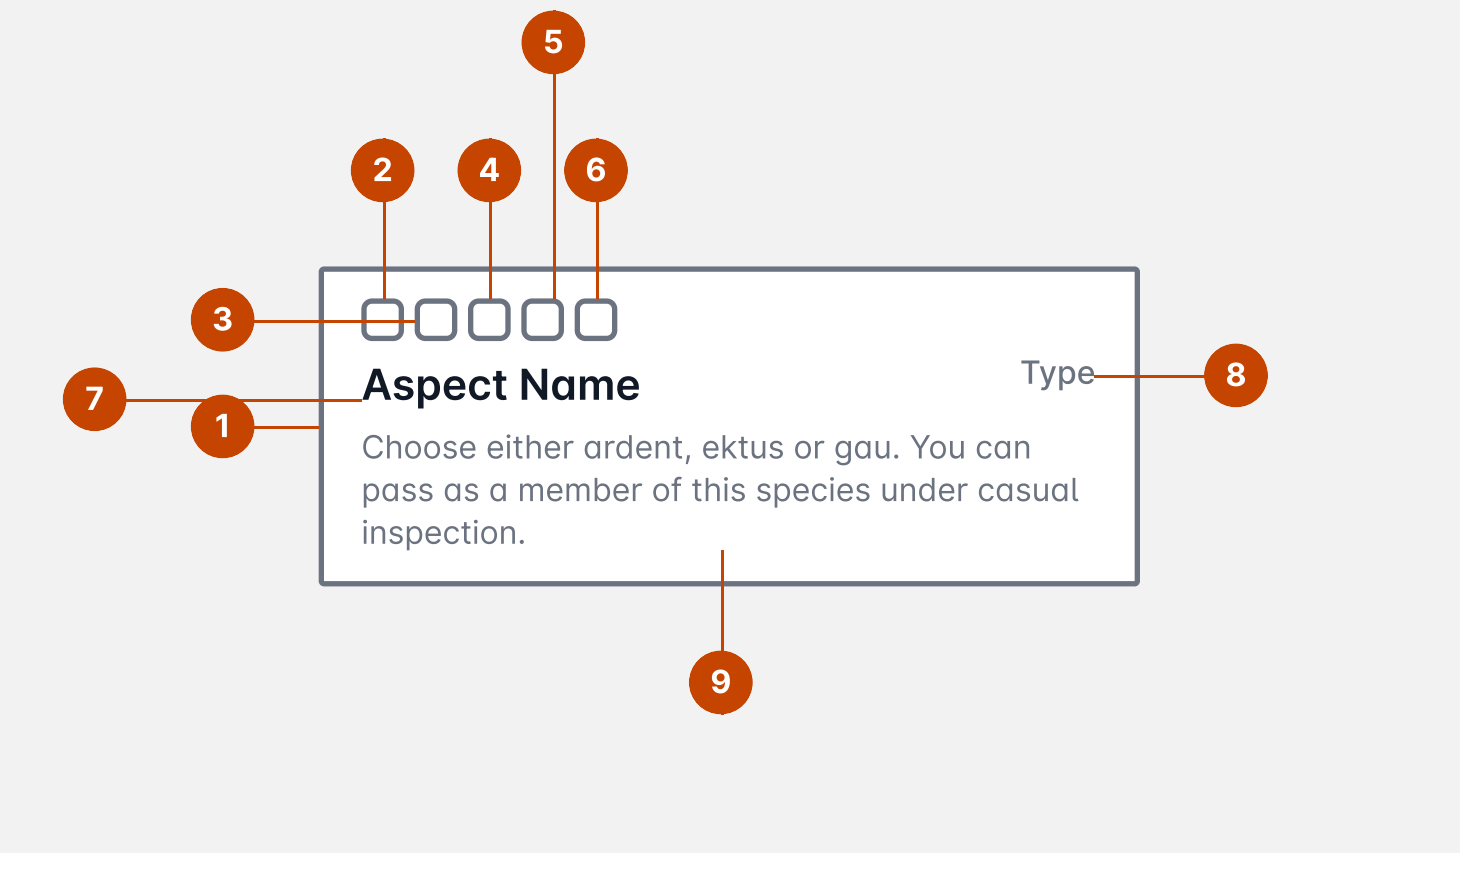 5
2
4
6
3
Aspect Name
Type
8
7
1
Choose either ardent, ektus or gau. You can
pass as a member of this species under casual
inspection.
9